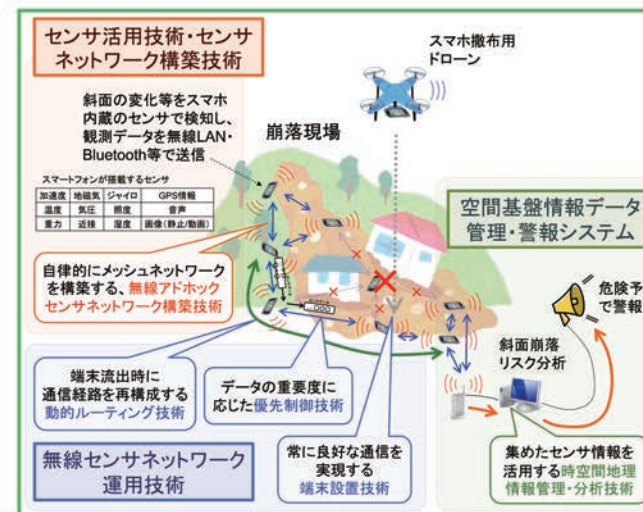 センサ活用技術・センサ
ネットワーク構築技術
スマホ撒布用
ドローン
斜面の変化等をスマホ
内蔵のセンサで検知し、
観測データを無線LAN・
Bluetooth等で送信
崩落現場
スマートフォンが搭載するセンサ
加速度 地磁気 ジャイロ GPS情報
温度 気圧 照度 音声
重力 近接 湿度 画像(静止/動画)
空間基盤情報データ
管理・警報システム
自律的にメッシュネットワーク
を構築する、無線アドホック
センサネットワーク構築技術
危険予
で警報
斜面崩落
リスク分析
端末流出時に
通信経路を再構成する
動的ルーティング技術
データの重要度に
応じた優先制御技術
常に良好な通信を
実現する
端末設置技術
集めたセンサ情報を
活用する時空間地理
情報管理・分析技術
無線センサネットワーク
運用技術